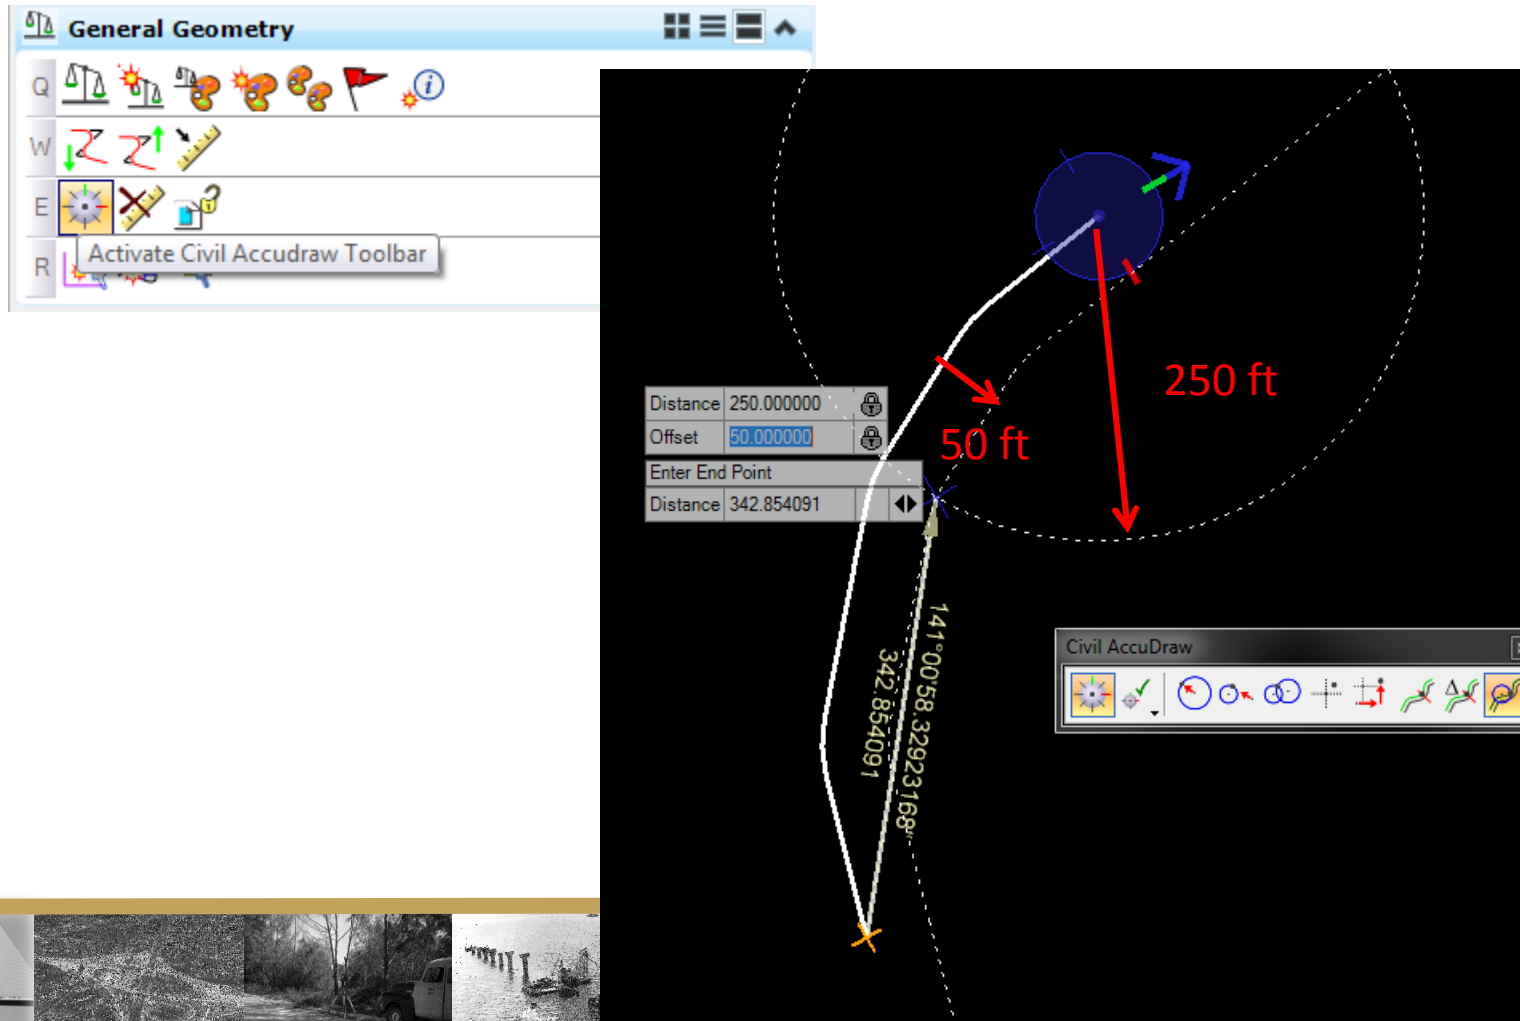 General Geometry
Q
W
E
Activate Civil Accudraw Toolbar
R
250 ft
Distance 250.000000
Offset 50.000000
50 ft
Enter End Point
Distance 342.854091
141°00'58.32923168"
342.854091
Civil AccuDraw